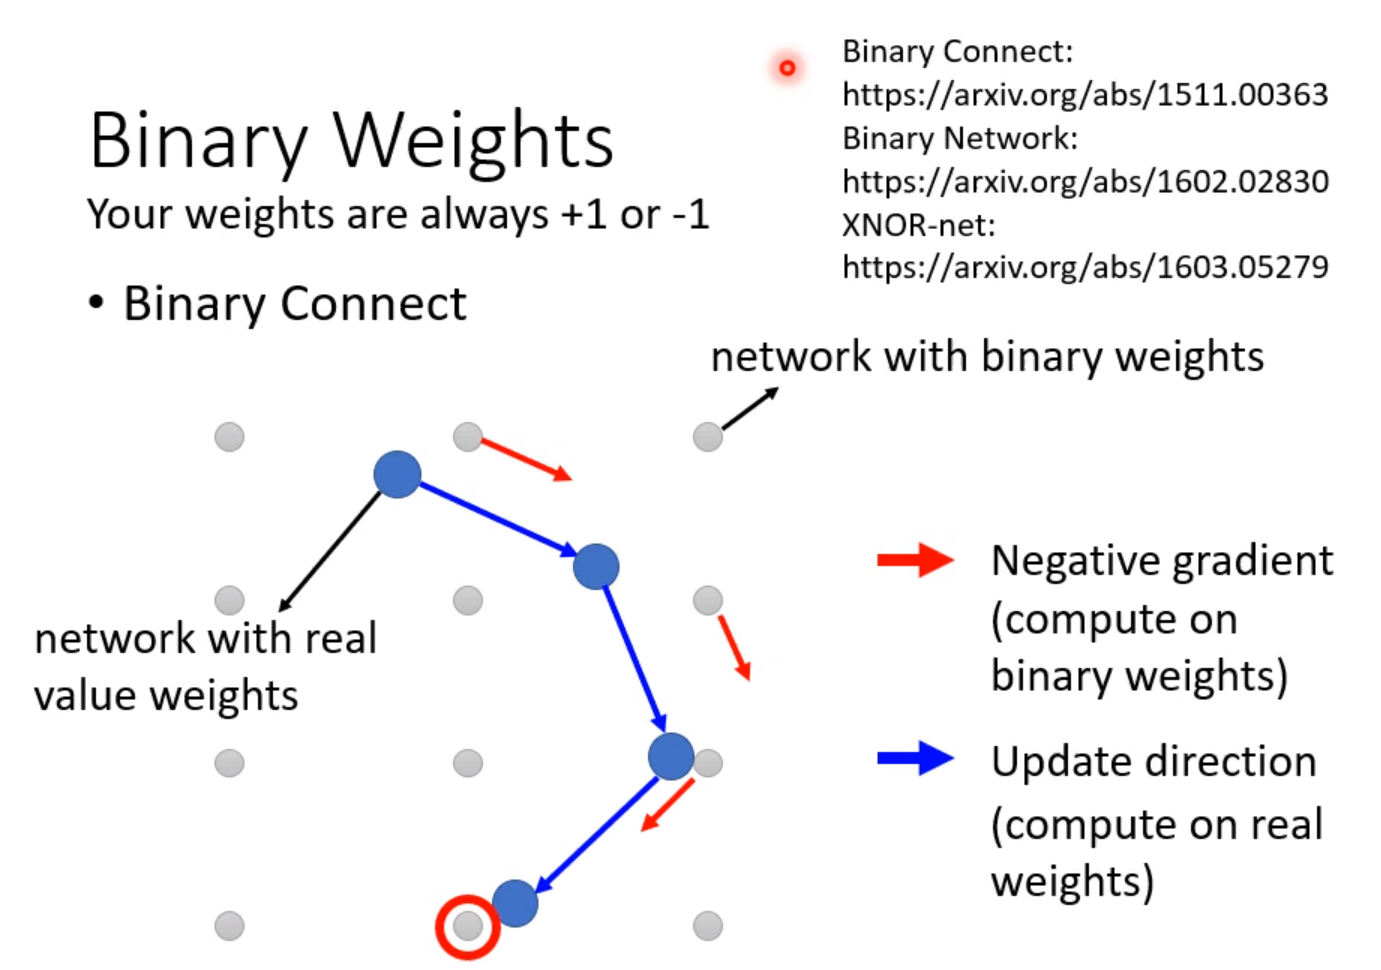 Binary Connect:
https://arxiv.org/abs/1511.00363
Binary Network:
https://arxiv.org/abs/1602.02830
XNOR-net:
https://arxiv.org/abs/1603.05279
Binary Weights
Your weights are always +1 or -1
• Binary Connect
network with binary weights
network with real
value weights
Negative gradient
(compute on
binary weights)
Update direction
(compute on real
weights)